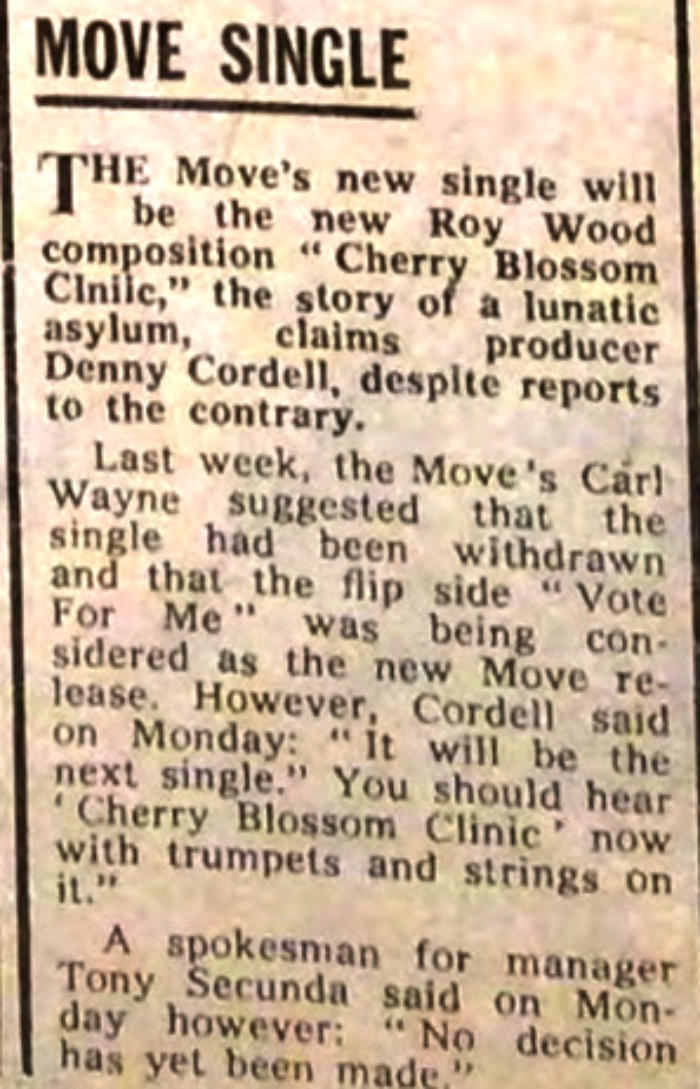 MOVE SINGLE
THE Move's new single will
be the new Roy Wood
composition "Cherry Blossom
Clnilc," the story of a lunatic
asylum, claims producer
Denny Cordell, despite reports
to the contrary.
Last week, the Move's Carl
Wayne suggested that the
single had been withdrawn
and that the flip side "Vote
For Me" was being con-
sidered as the new Move re-
lease. However, Cordell said
on Monday: "It will be the
next single." You should hear
'Cherry Blossom Clinic' now
with trumpets and strings on
it."
A spokesman for manager
Tony Secunda said on Mon-
day however: "No decision
has yet been made."